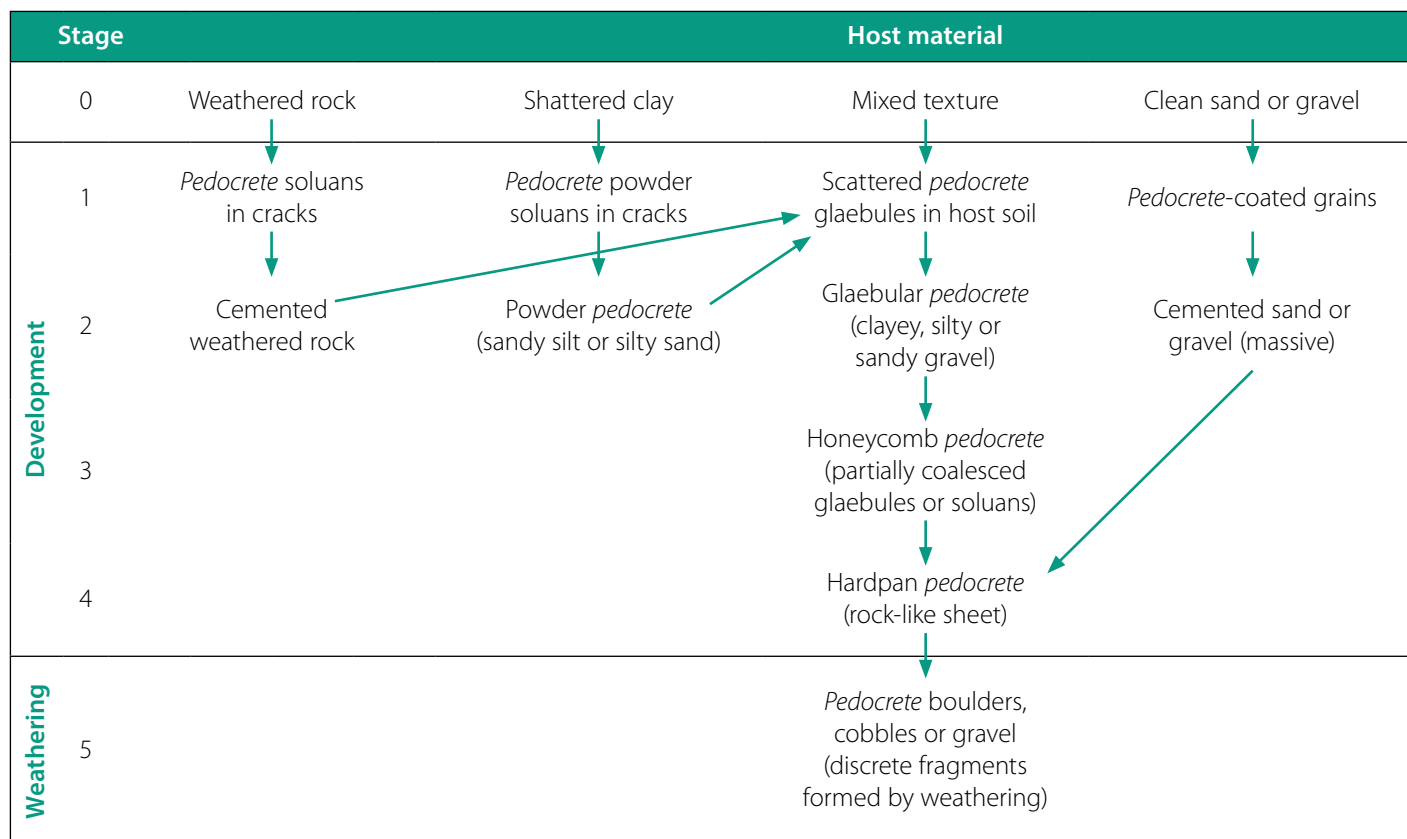 Stage Host material
0 Weathered rock Shattered clay Mixed texture Clean sand or gravel
Development
1
Pedocrete soluans
in cracks
Pedocrete powder
soluans in cracks
Scattered pedocrete
glaebules in host soil
Pedocrete-coated grains
2
Cemented
weathered rock
Powder pedocrete
(sandy silt or silty sand)
Glaebular pedocrete
(clayey, silty or
sandy gravel)
Cemented sand or
gravel (massive)
3
Honeycomb pedocrete
(partially coalesced
glaebules or soluans)
4
Hardpan pedocrete
(rock-like sheet)
Weathering
5
Pedocrete boulders,
cobbles or gravel
(discrete fragments
formed by weathering)